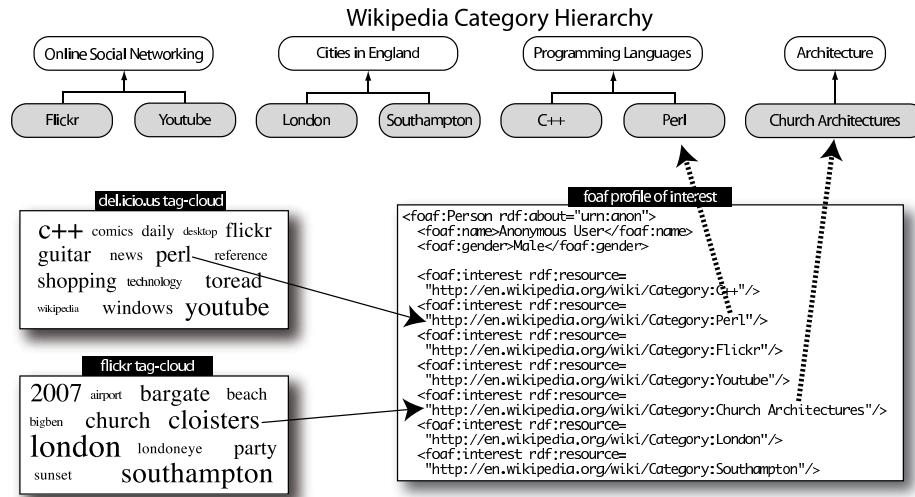 Wikipedia Category Hierarchy
Online Social Networking
Cities in England
Programming Languages
Architecture
Flickr
Youtube
London
Southampton
C++
Perl
Church Architectures
del.icio.us tag-cloud
c++ comics daily desktop flickr
guitar news perl reference
shopping technology toread
wikipedia windows youtube
flickr tag-cloud
2007 airport bargate beach
bigben church cloisters
london londoneye party
sunset southampton
foaf profile of interest
<foaf:Person rdf:about="urn:anon">
<foaf:name>Anonymous User</foaf:name>
<foaf:gender>Male</foaf:gender>
<foaf:interest rdf:resource=
"http://en.wikipedia.org/wiki/Category:C++"/>
<foaf:interest rdf:resource=
"http://en.wikipedia.org/wiki/Category:Perl"/>
<foaf:interest rdf:resource=
"http://en.wikipedia.org/wiki/Category:Flickr"/>
<foaf:interest rdf:resource=
"http://en.wikipedia.org/wiki/Category:Youtube"/>
<foaf:interest rdf:resource=
"http://en.wikipedia.org/wiki/Category:Church Architectures"/>
<foaf:interest rdf:resource=
"http://en.wikipedia.org/wiki/Category:London"/>
<foaf:interest rdf:resource=
"http://en.wikipedia.org/wiki/Category:Southampton"/>